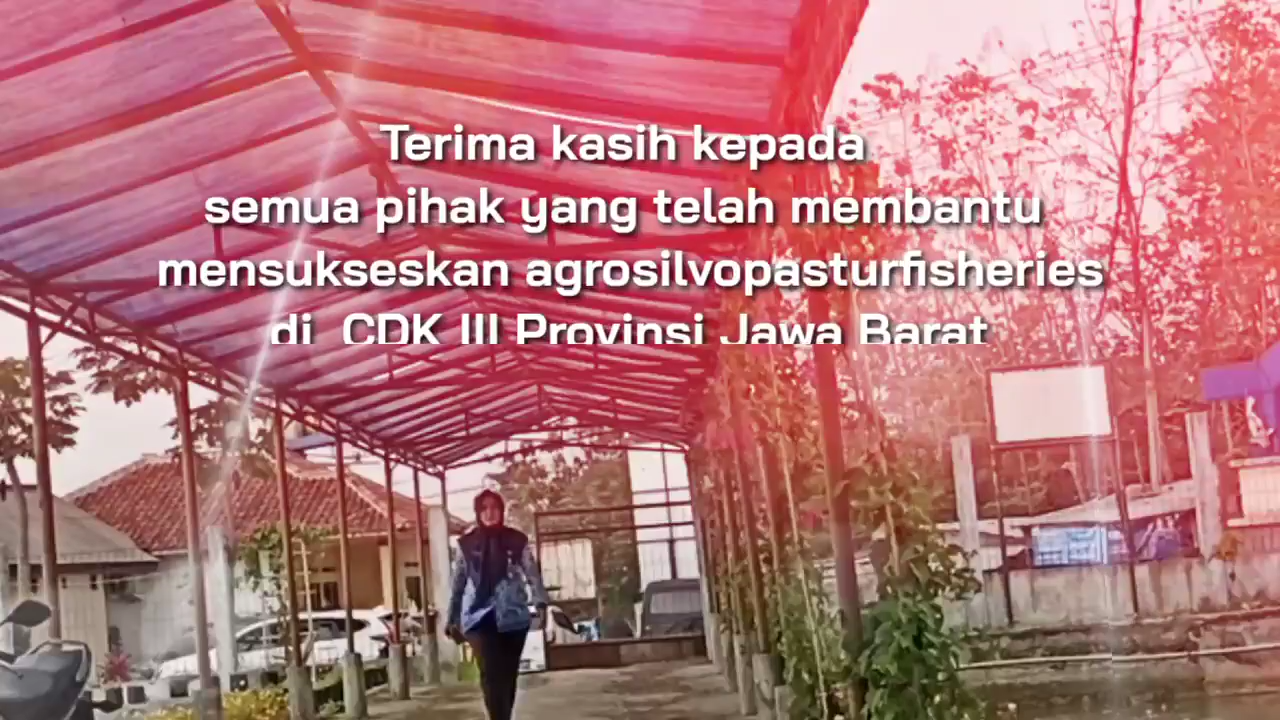 Terima kasih kepada
semua pihak yang telah membantu
mensukseskan agrosilvopasturfisheries
di CDK III Provinsi Jawa Barat